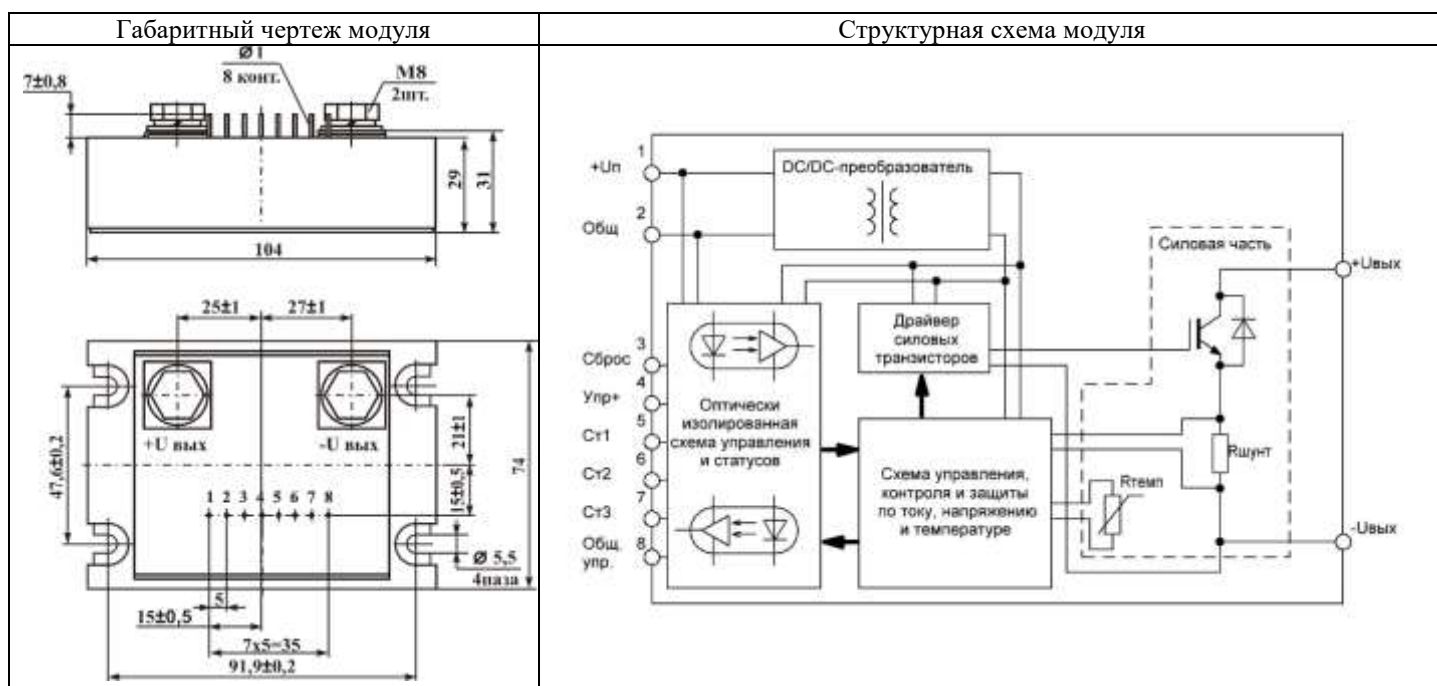 Габаритный чертеж модуля
Структурная схема модуля
Ø1
8 конт.
М8
2шт.
7±0,8
29
31
104
25±1
27±1
+U вых
-U вых
47,6±0,2
21±1
15±0,5
74
1 2 3 4 5 6 7 8
Ø 5,5
4паза
5
15±0,5
7х5=35
91,9±0,2
+Uп
1
Общ
2
Сброс
3
Упр+
4
Ст1
5
Ст2
6
Ст3
7
Общ.
упр.
8
DC/DC-преобразователь
Драйвер
силовых
транзисторов
Оптически
изолированная
схема управления
и статусов
Схема управления,
контроля и защиты
по току, напряжению
и температуре
Силовая часть
Rшунт
Rтемп
+Uвых
-Uвых